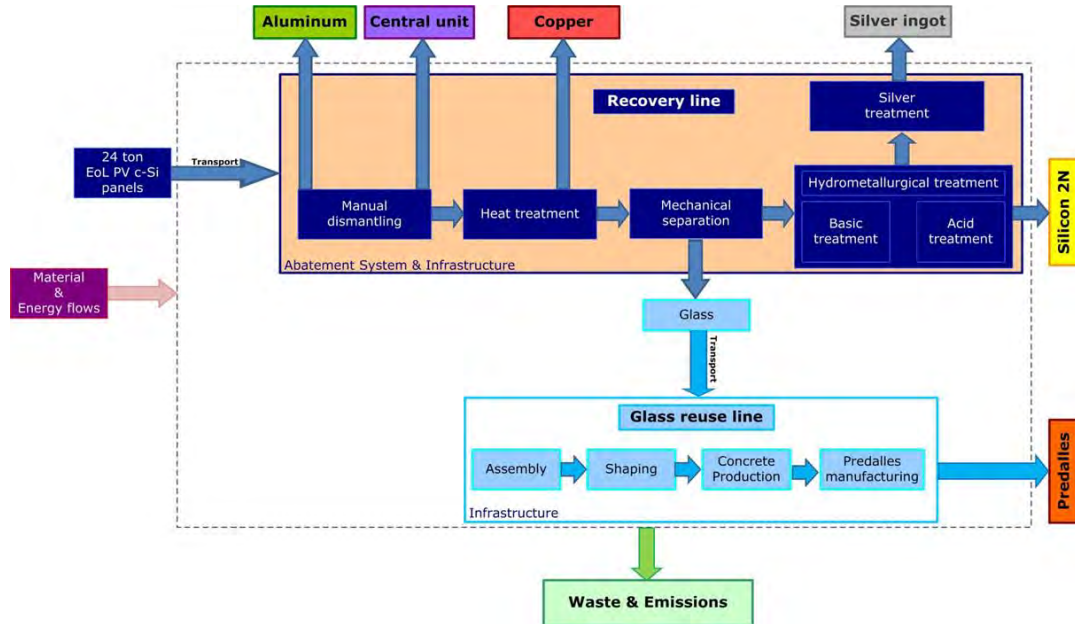 Aluminum
Central unit
Copper
Silver ingot
Recovery line
Silver
treatment
24 ton
EoL PV c-Si
panels
Transport
Manual
dismantling
Heat treatment
Mechanical
separation
Hydrometallurgical treatment
Basic
treatment
Acid
treatment
Silicon 2N
Abatement System & Infrastructure
Material
&
Energy flows
Glass
Transport
Glass reuse line
Assembly
Shaping
Concrete
Production
Predalles
manufacturing
Predalles
Infrastructure
Waste & Emissions